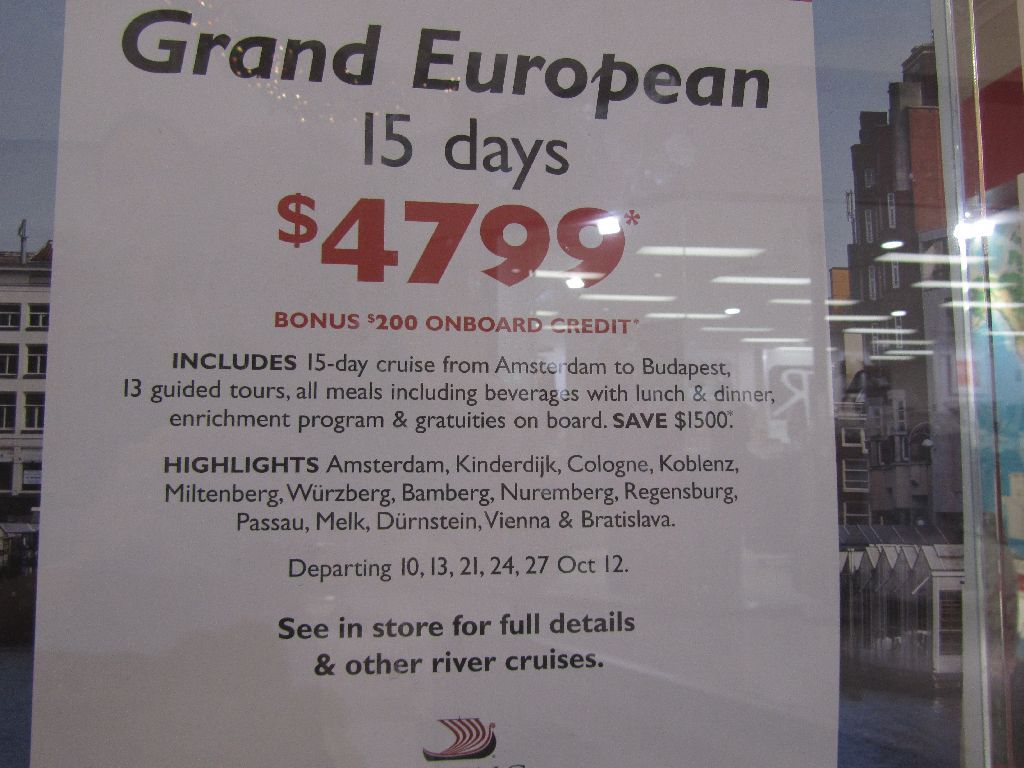 Grand European
15 days
$4799*
BONUS $200 ONBOARD CREDIT*
INCLUDES 15-day cruise from Amsterdam to Budapest,
13 guided tours, all meals including beverages with lunch & dinner,
enrichment program & gratuities on board. SAVE $1500*.
HIGHLIGHTS Amsterdam, Kinderdijk, Cologne, Koblenz,
Miltenberg, Würzberg, Bamberg, Nuremberg, Regensburg,
Passau, Melk, Dürnstein, Vienna & Bratislava.
Departing 10, 13, 21, 24, 27 Oct 12.
See in store for full details
& other river cruises.